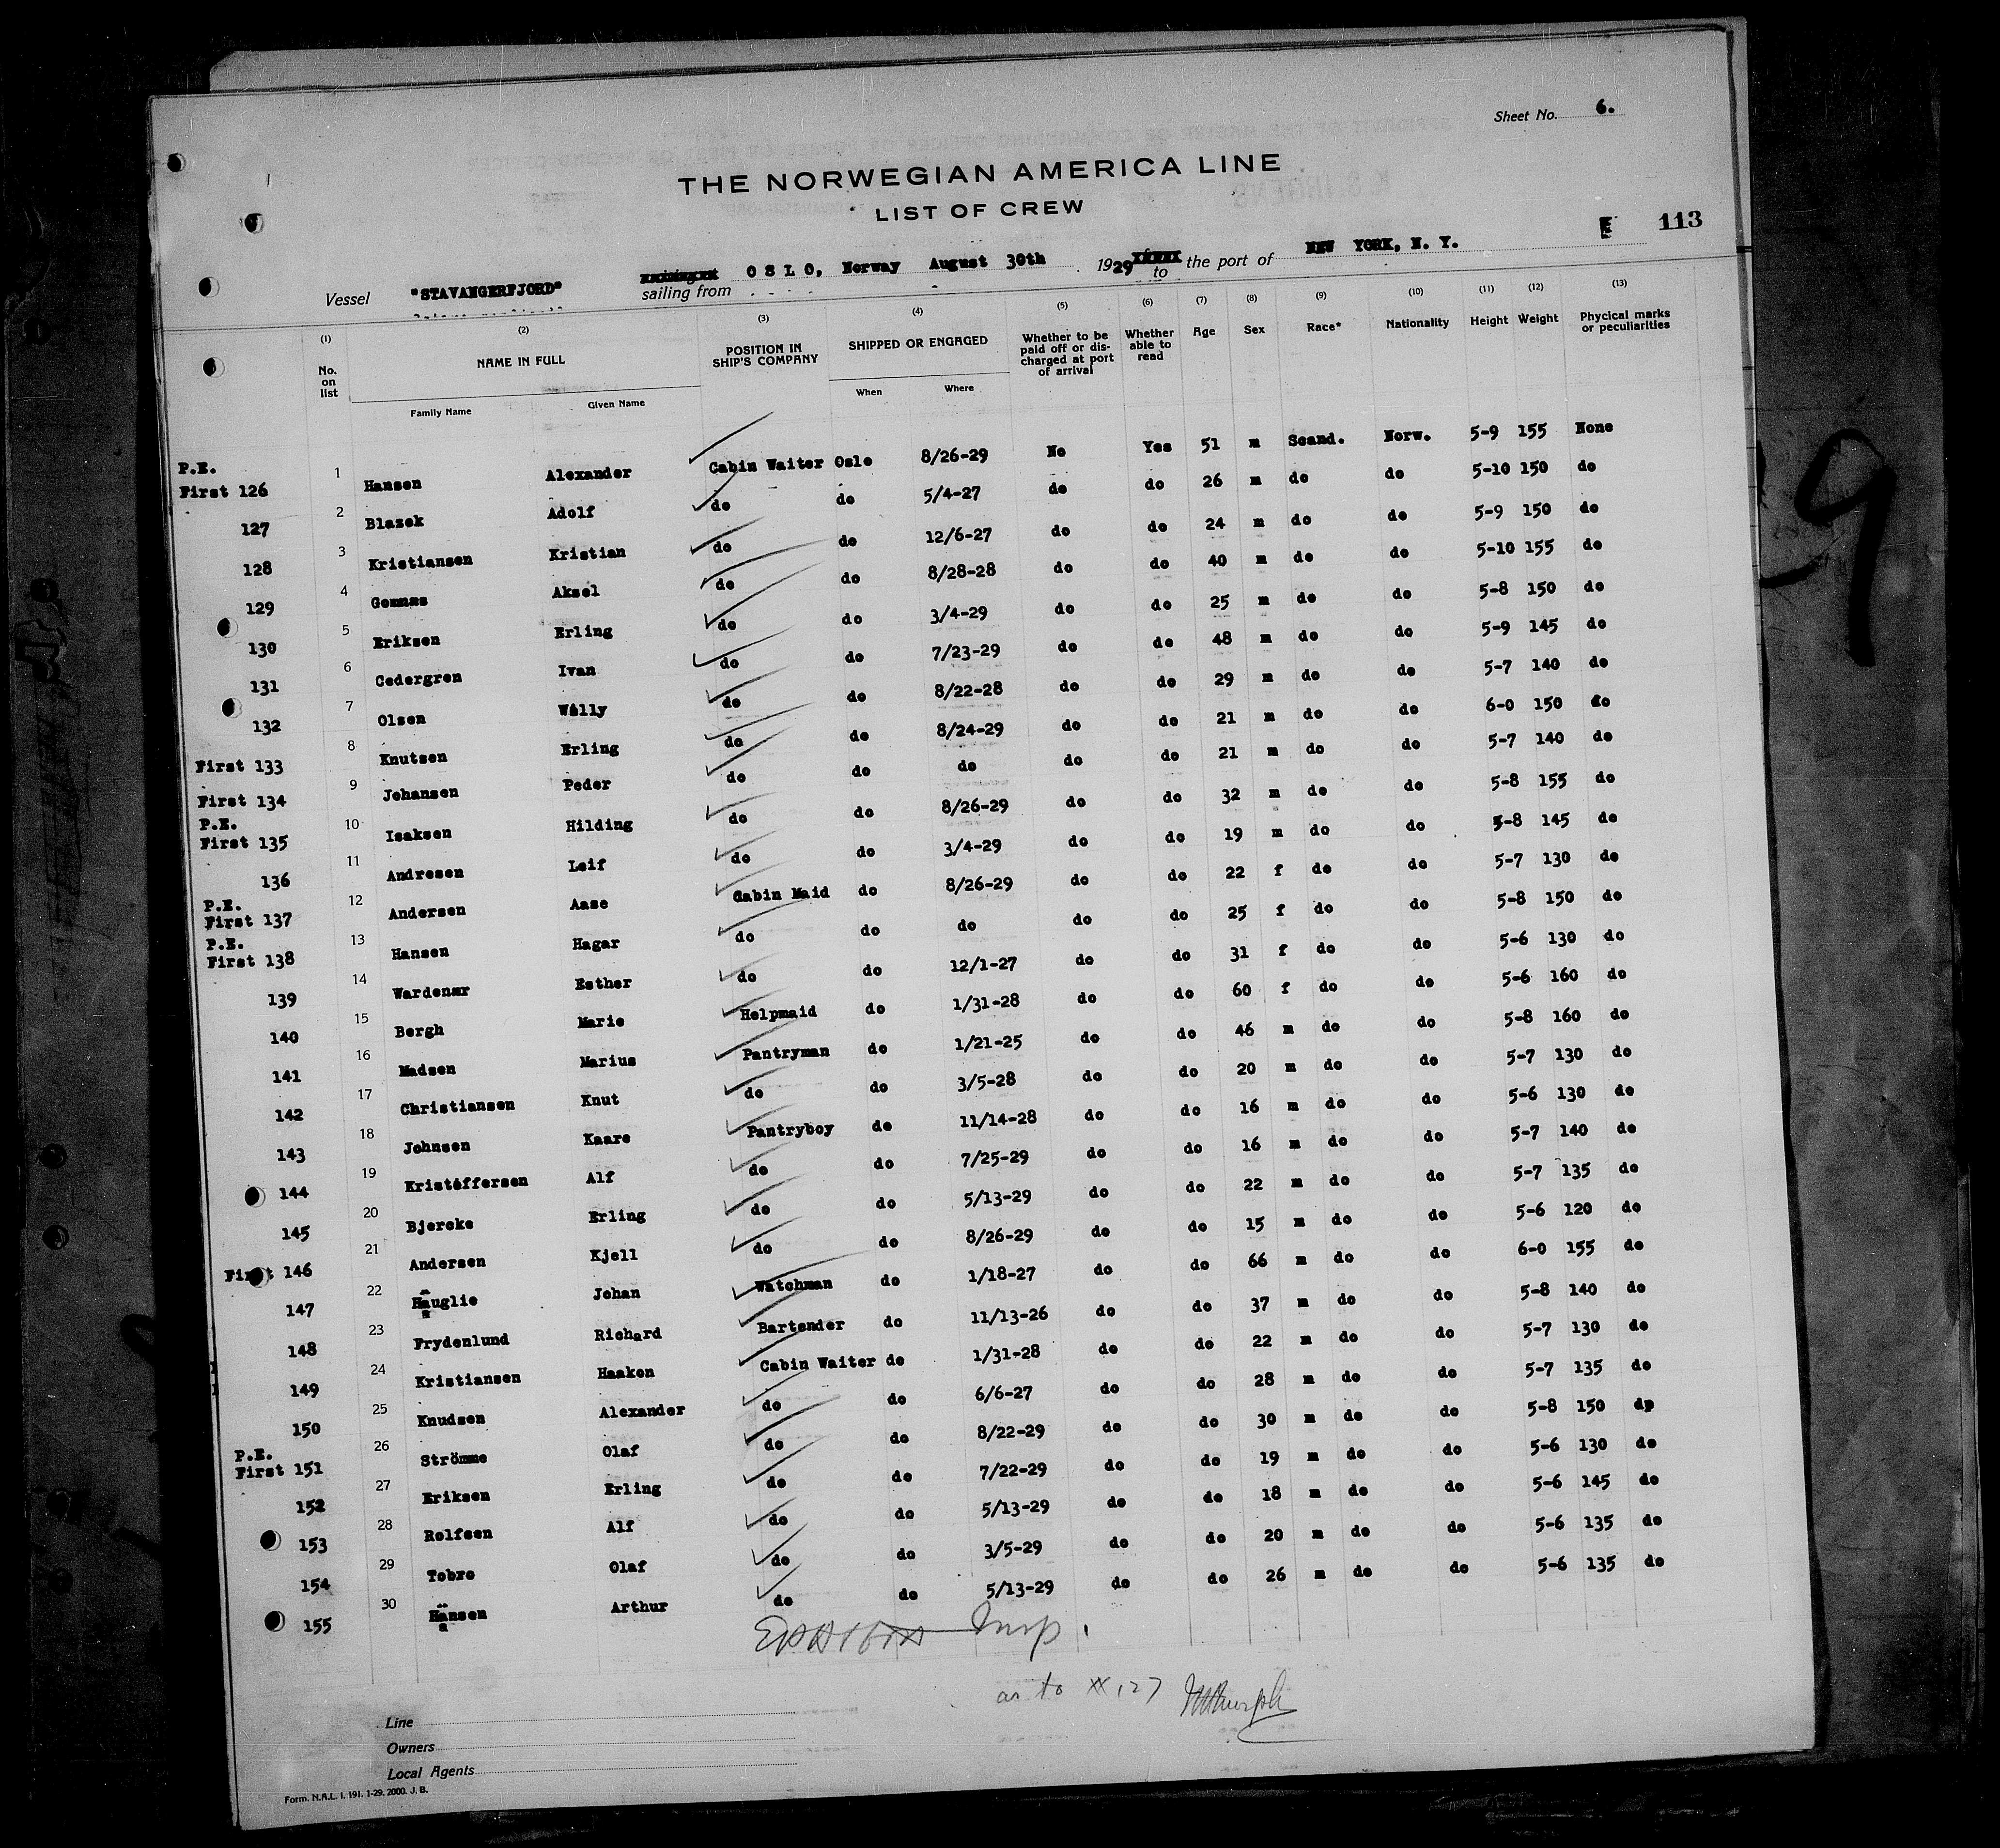 Sheet No. 6.
THE NORWEGIAN AMERICA LINE
LIST OF CREW
E 113
Vessel "STAVANGERFJORD" sailing from OSLO, Norway August 30th 1929 to the port of NEW YORK, N. Y.
(1) (2) (3) (4) (5) (6) (7) (8) (9) (10) (11) (12) (13)
No. on list NAME IN FULL POSITION IN SHIP'S COMPANY SHIPPED OR ENGAGED Whether to be paid off or discharged at port of arrival Whether able to read Age Sex Race* Nationality Height Weight Phycical marks or peculiarities
Family Name Given Name When Where
P.E. First 126 1 Hansen Alexander Cabin Waiter Oslo 8/26-29 No Yes 51 m Scand. Norw. 5-9 155 None
127 2 Blazek Adolf do do 5/4-27 do do 26 m do do 5-10 150 do
128 3 Kristiansen Kristian do do 12/6-27 do do 24 m do do 5-9 150 do
129 4 Gomnæs Aksel do do 8/28-28 do do 40 m do do 5-10 155 do
130 5 Eriksen Erling do do 3/4-29 do do 25 m do do 5-8 150 do
131 6 Cedergren Ivan do do 7/23-29 do do 48 m do do 5-9 145 do
132 7 Olsen Willy do do 8/22-28 do do 29 m do do 5-7 140 do
First 133 8 Knutsen Erling do do 8/24-29 do do 21 m do do 6-0 150 do
First 134 9 Johansen Peder do do do do do 21 m do do 5-7 140 do
P.E. First 135 10 Isaksen Hilding do do 8/26-29 do do 32 m do do 5-8 155 do
136 11 Andresen Leif do do 3/4-29 do do 19 m do do 5-8 145 do
P.E. First 137 12 Andersen Aase Cabin Maid do 8/26-29 do do 22 f do do 5-7 130 do
P.E. First 138 13 Hansen Hagar do do do do do 25 f do do 5-8 150 do
139 14 Wardenær Esther do do 12/1-27 do do 31 f do do 5-6 130 do
140 15 Bergh Marie Helpmaid do 1/31-28 do do 60 f do do 5-6 160 do
141 16 Madsen Marius Pantryman do 1/21-25 do do 46 m do do 5-8 160 do
142 17 Christiansen Knut do do 3/5-28 do do 20 m do do 5-7 130 do
143 18 Johnsen Kaare Pantryboy do 11/14-28 do do 16 m do do 5-6 130 do
144 19 Kristoffersen Alf do do 7/25-29 do do 16 m do do 5-7 140 do
145 20 Bjercke Erling do do 5/13-29 do do 22 m do do 5-7 135 do
First 146 21 Andersen Kjell do do 8/26-29 do do 15 m do do 5-6 120 do
147 22 Hauglie Johan Watchman do 1/18-27 do do 66 m do do 6-0 155 do
148 23 Frydenlund Richard Bartender do 11/13-26 do do 37 m do do 5-8 140 do
149 24 Kristiansen Haakon Cabin Waiter do 1/31-28 do do 22 m do do 5-7 130 do
150 25 Knudsen Alexander do do 6/6-27 do do 28 m do do 5-7 135 do
P.E. First 151 26 Strömme Olaf do do 8/22-29 do do 30 m do do 5-8 150 dp
152 27 Eriksen Erling do do 7/22-29 do do 19 m do do 5-6 130 do
153 28 Rolfsen Alf do do 5/13-29 do do 18 m do do 5-6 145 do
154 29 Tobro Olaf do do 3/5-29 do do 20 m do do 5-6 135 do
155 30 Hansen Arthur do do 5/13-29 do do 26 m do do 5-6 135 do
Insp.
as to
Line
Owners
Local Agents
Form. N.A.L. I. 191. 1-29. 2000. J. B.